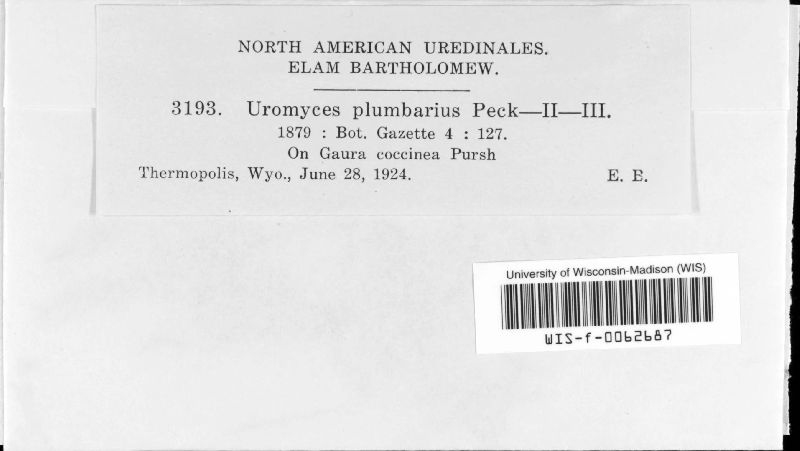 NORTH AMERICAN UREDINALES.
ELAM BARTHOLOMEW.
3193. Uromyces plumbarius Peck—II—III.
1879 : Bot. Gazette 4 : 127.
On Gaura coccinea Pursh
Thermopolis, Wyo., June 28, 1924. E. B.
University of Wisconsin-Madison (WIS)
WIS-f-0062687